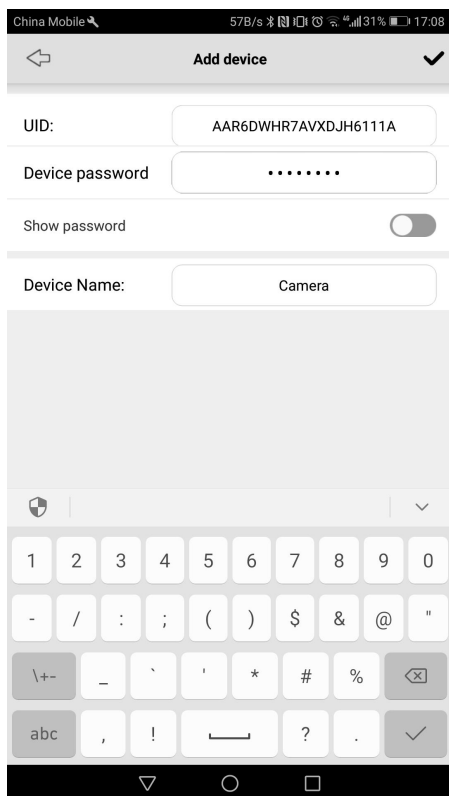 China Mobile 57B/s 4G 31% 17:08
Add device
UID: AAR6DWHR7AVXDJH6111A
Device password ••••••••
Show password
Device Name: Camera
1 2 3 4 5 6 7 8 9 0
- / : ; ( ) $ & @ "
\+- _ ` ' * # %
abc , ! ? .